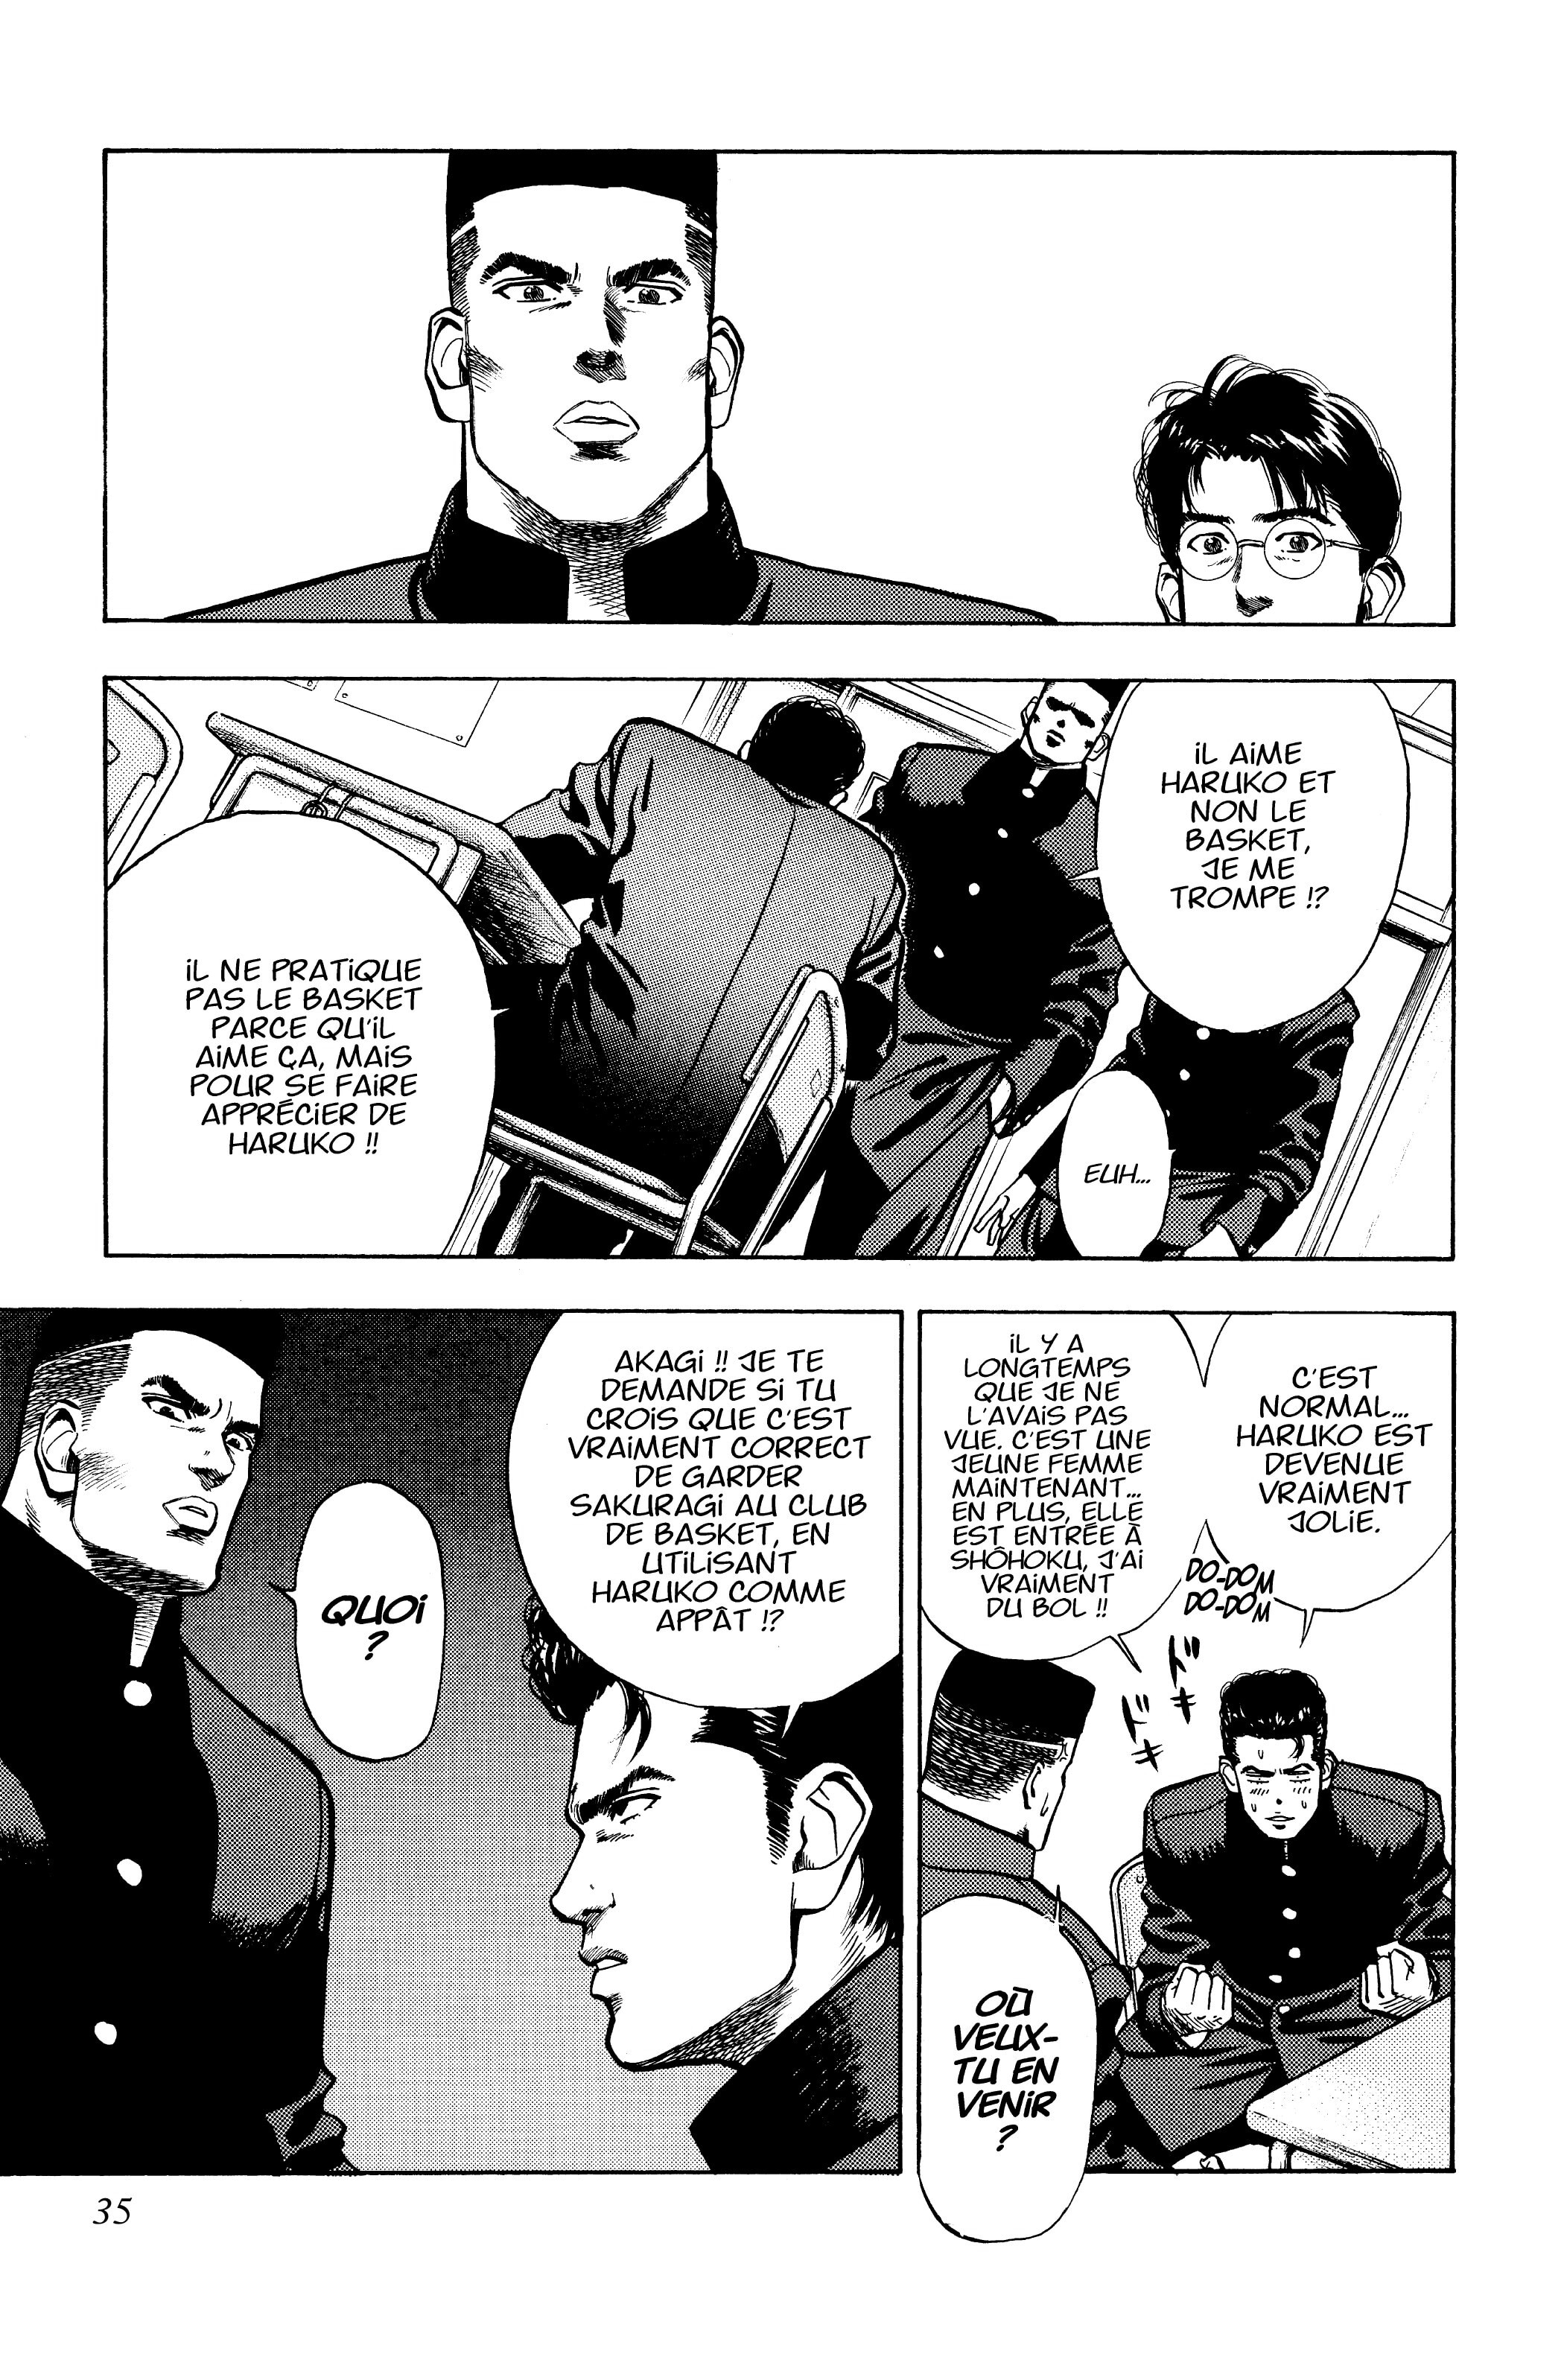 iL AiME
HARUKO ET
NON LE
BASKET,
JE ME
TROMPE !?
EUH...
iL NE PRATiQUE
PAS LE BASKET
PARCE QU'iL
AiME ÇA, MAiS
POUR SE FAiRE
APPRÉCiER DE
HARUKO !!
C'EST
NORMAL...
HARUKO EST
DEVENUE
VRAiMENT
JOLiE.
iL Y A
LONGTEMPS
QUE JE NE
L'AVAiS PAS
VUE. C'EST UNE
JEUNE FEMME
MAiNTENANT...
EN PLUS, ELLE
EST ENTRÉE À
SHÔHOKU, J'Ai
VRAiMENT
DU BOL !!
DO-DOM
DO-DOM
ドキ
ドキ
OÙ
VEUX-
TU EN
VENiR
?
AKAGi !! JE TE
DEMANDE Si TU
CROiS QUE C'EST
VRAiMENT CORRECT
DE GARDER
SAKURAGi AU CLUB
DE BASKET, EN
UTiLiSANT
HARUKO COMME
APPÂT !?
QUOi
?
35